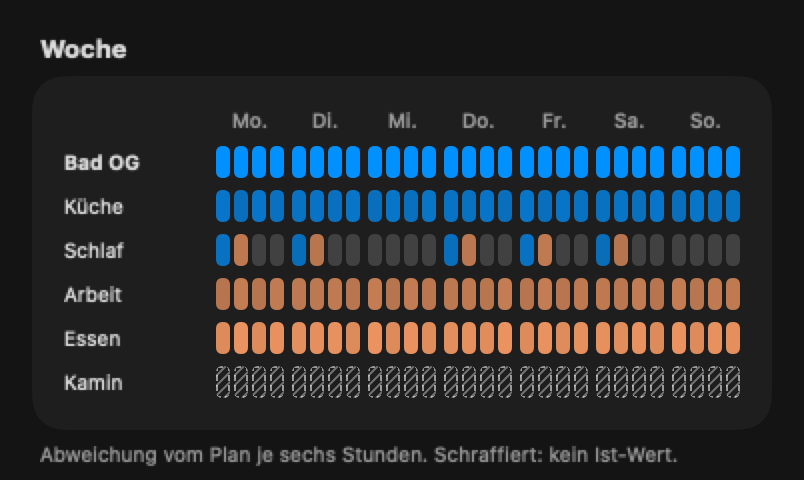 Woche
Mo. Di. Mi. Do. Fr. Sa. So.
Bad OG
Küche
Schlaf
Arbeit
Essen
Kamin
Abweichung vom Plan je sechs Stunden. Schraffiert: kein Ist-Wert.